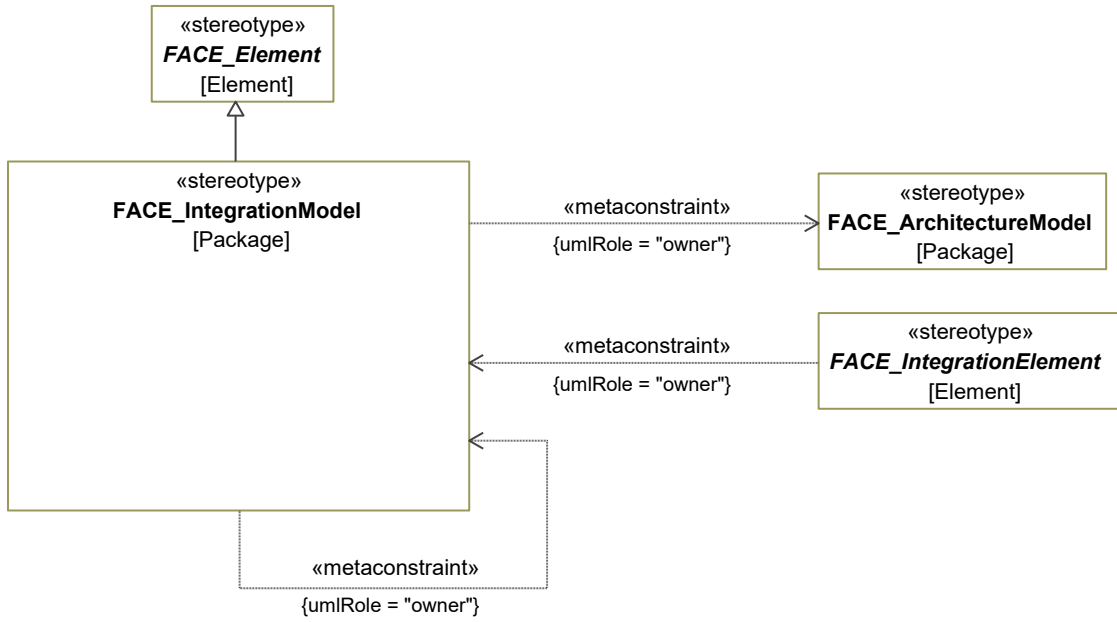 «stereotype»
FACE_Element
[Element]
«stereotype»
FACE_IntegrationModel
[Package]
«metaconstraint»
{umlRole = "owner"}
«stereotype»
FACE_ArchitectureModel
[Package]
«metaconstraint»
{umlRole = "owner"}
«stereotype»
FACE_IntegrationElement
[Element]
«metaconstraint»
{umlRole = "owner"}